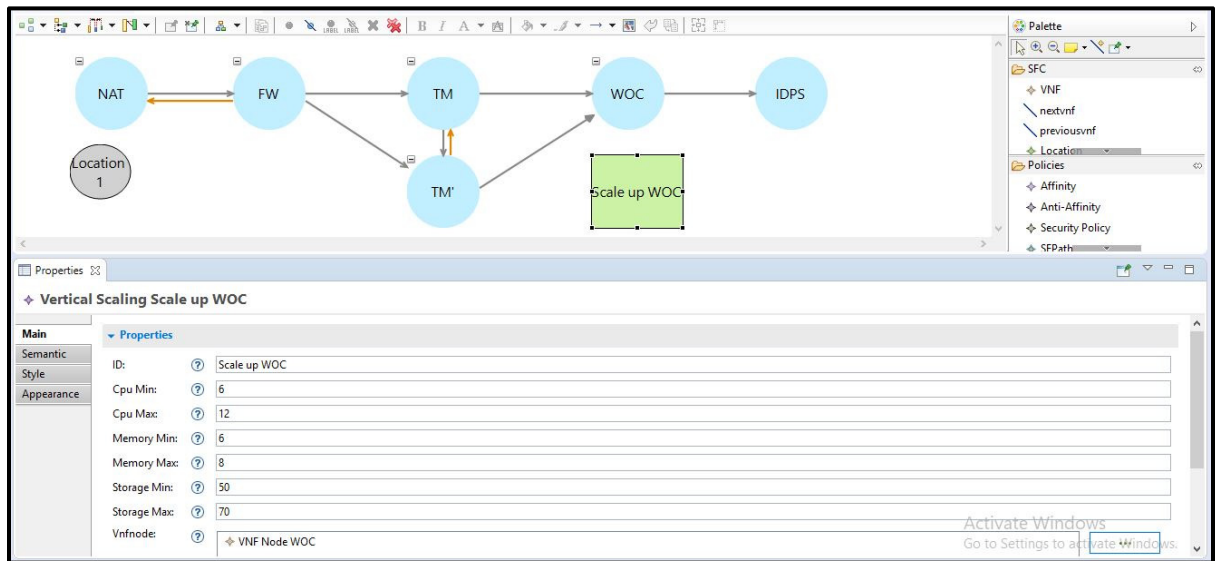 B I A
LABEL LABEL
Palette
SFC
VNF
nextvnf
previousvnf
Location
Policies
Affinity
Anti-Affinity
Security Policy
SFPath
NAT
FW
TM
WOC
IDPS
Location
1
TM'
Scale up WOC
Properties
Vertical Scaling Scale up WOC
Main
Semantic
Style
Appearance
Properties
ID:
Scale up WOC
Cpu Min:
6
Cpu Max:
12
Memory Min:
6
Memory Max:
8
Storage Min:
50
Storage Max:
70
Vnfnode:
VNF Node WOC
...
Activate Windows
Go to Settings to activate Windows.